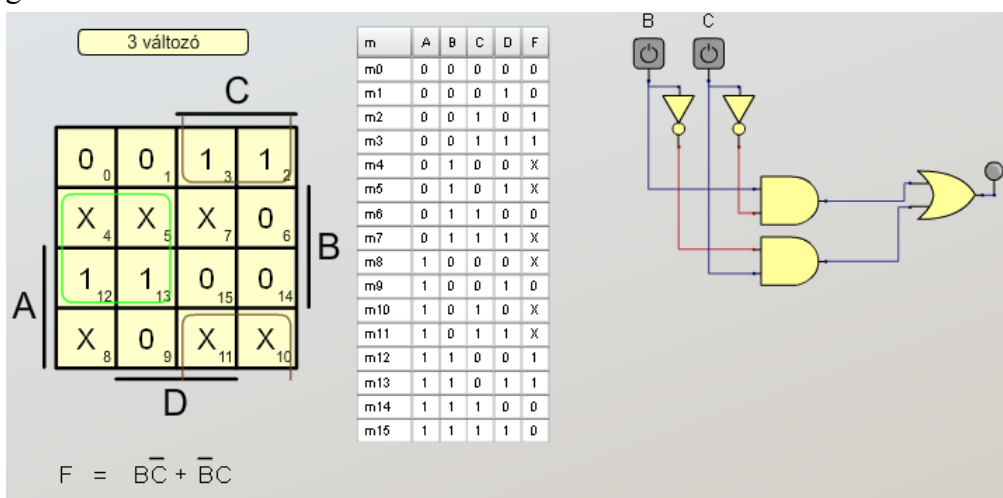 3 változó
C
0 0 0 1 1 3 1 2
X 4 X 5 X 7 0 6
B
A
1 12 1 13 0 15 0 14
X 8 0 9 X 11 X 10
D
F = BC̅ + B̅C
m A B C D F
m0 0 0 0 0 0
m1 0 0 0 1 0
m2 0 0 1 0 1
m3 0 0 1 1 1
m4 0 1 0 0 X
m5 0 1 0 1 X
m6 0 1 1 0 0
m7 0 1 1 1 X
m8 1 0 0 0 X
m9 1 0 0 1 0
m10 1 0 1 0 X
m11 1 0 1 1 X
m12 1 1 0 0 1
m13 1 1 0 1 1
m14 1 1 1 0 0
m15 1 1 1 1 0
B C